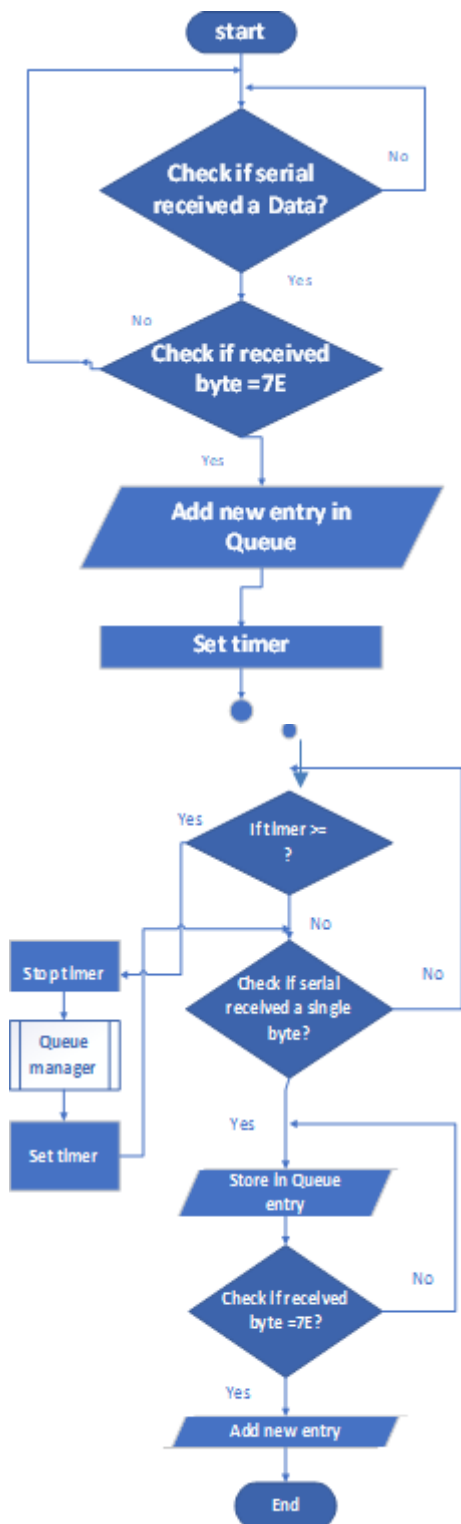 start
No
Check if serial
received a Data?
Yes
No
Check if received
byte =7E
Yes
Add new entry in
Queue
Set timer
Yes
If timer >=
?
No
Stop timer
Check if serial
received a single
byte?
No
Queue
manager
Yes
Set timer
Store in Queue
entry
Check if received
byte =7E?
No
Yes
Add new entry
End